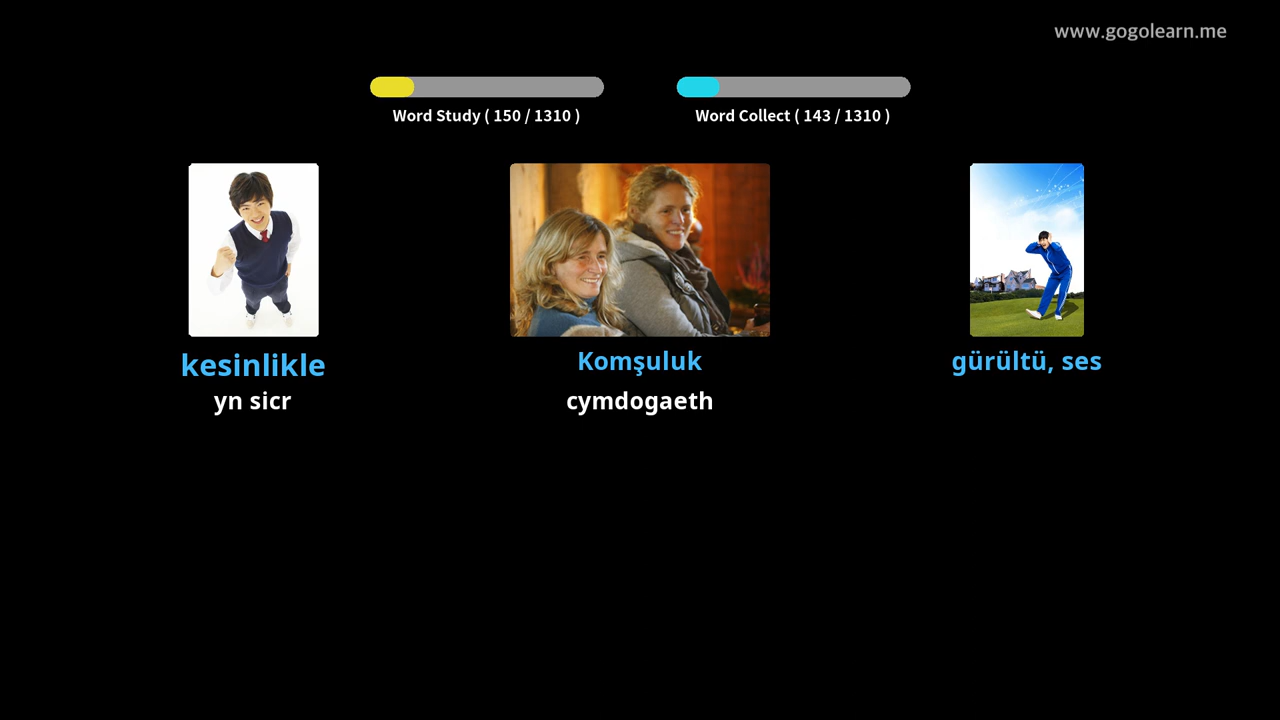 www.gogolearn.me
Word Study ( 150 / 1310 )
Word Collect ( 143 / 1310 )
kesinlikle
yn sicr
Komşuluk
cymdogaeth
gürültü, ses